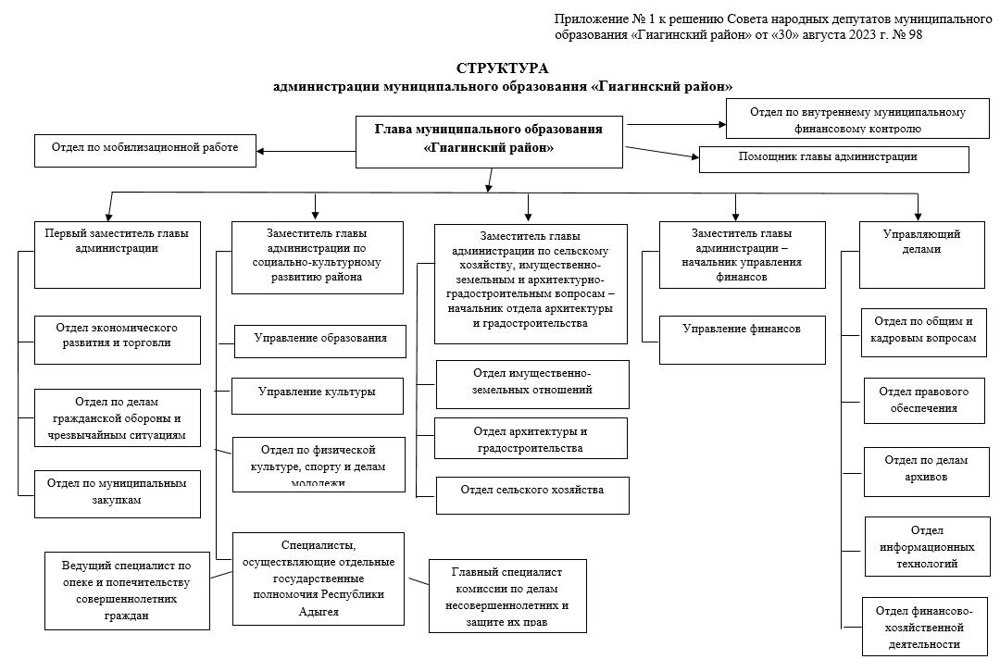 Приложение № 1 к решению Совета народных депутатов муниципального
образования «Гиагинский район» от «30» августа 2023 г. № 98
СТРУКТУРА
администрации муниципального образования «Гиагинский район»
Глава муниципального образования
«Гиагинский район»
Отдел по внутреннему муниципальному
финансовому контролю
Отдел по мобилизационной работе
Помощник главы администрации
Первый заместитель главы
администрации
Отдел экономического
развития и торговли
Отдел по делам
гражданской обороны и
чрезвычайным ситуациям
Отдел по муниципальным
закупкам
Заместитель главы
администрации по
социально-культурному
развитию района
Управление образования
Управление культуры
Отдел по физической
культуре, спорту и делам
молодежи
Специалисты,
осуществляющие отдельные
государственные
полномочия Республики
Адыгея
Ведущий специалист по
опеке и попечительству
совершеннолетних
граждан
Главный специалист
комиссии по делам
несовершеннолетних и
защите их прав
Заместитель главы
администрации по сельскому
хозяйству, имущественно-
земельным и архитектурно-
градостроительным вопросам –
начальник отдела архитектуры
и градостроительства
Отдел имущественно-
земельных отношений
Отдел архитектуры и
градостроительства
Отдел сельского хозяйства
Заместитель главы
администрации –
начальник управления
финансов
Управление финансов
Управляющий
делами
Отдел по общим и
кадровым вопросам
Отдел правового
обеспечения
Отдел по делам
архивов
Отдел
информационных
технологий
Отдел финансово-
хозяйственной
деятельности